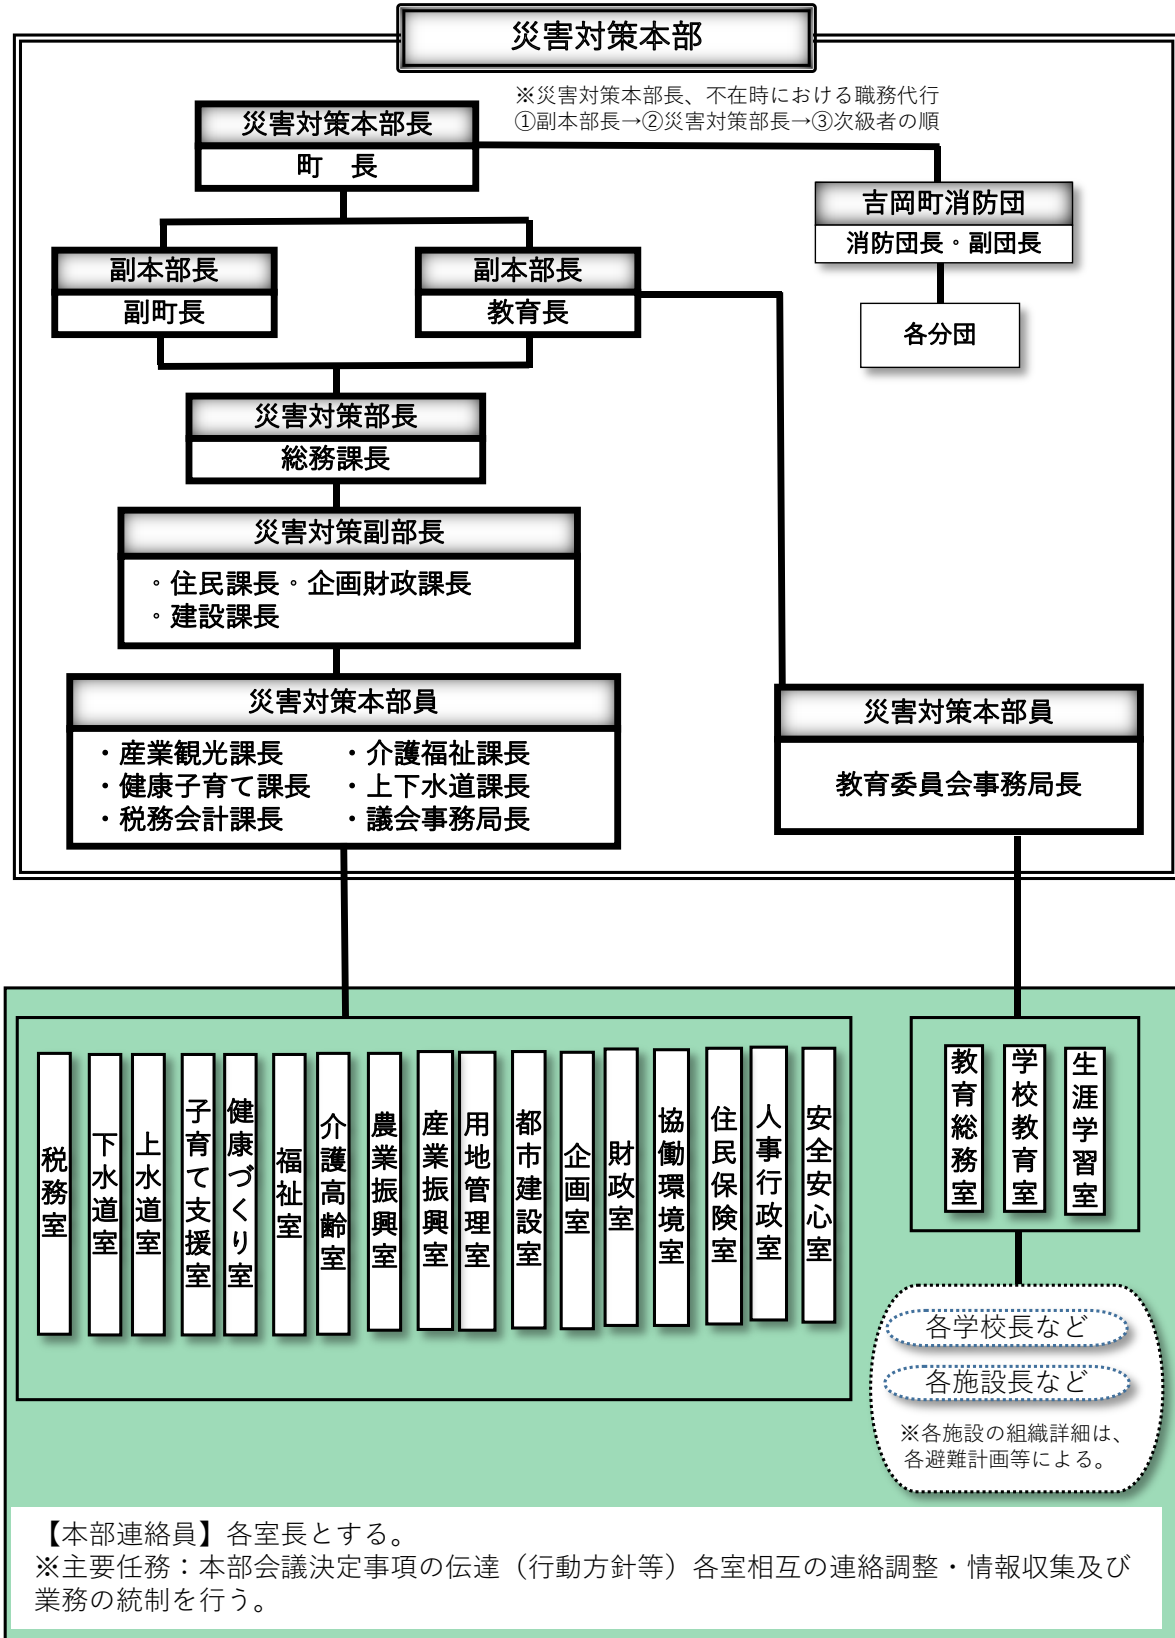 災害対策本部
※災害対策本部長、不在時における職務代行
①副本部長→②災害対策部長→③次級者の順
災害対策本部長
町　長
吉岡町消防団
消防団長・副団長
各分団
副本部長
副町長
副本部長
教育長
災害対策部長
総務課長
災害対策副部長
・住民課長・企画財政課長
・建設課長
災害対策本部員
・産業観光課長　・介護福祉課長
・健康子育て課長　・上下水道課長
・税務会計課長　・議会事務局長
災害対策本部員
教育委員会事務局長
税務室
下水道室
上水道室
子育て支援室
健康づくり室
福祉室
介護高齢室
農業振興室
産業振興室
用地管理室
都市建設室
企画室
財政室
協働環境室
住民保険室
人事行政室
安全安心室
教育総務室
学校教育室
生涯学習室
各学校長など
各施設長など
※各施設の組織詳細は、
各避難計画等による。
【本部連絡員】各室長とする。
※主要任務：本部会議決定事項の伝達（行動方針等）各室相互の連絡調整・情報収集及び
業務の統制を行う。